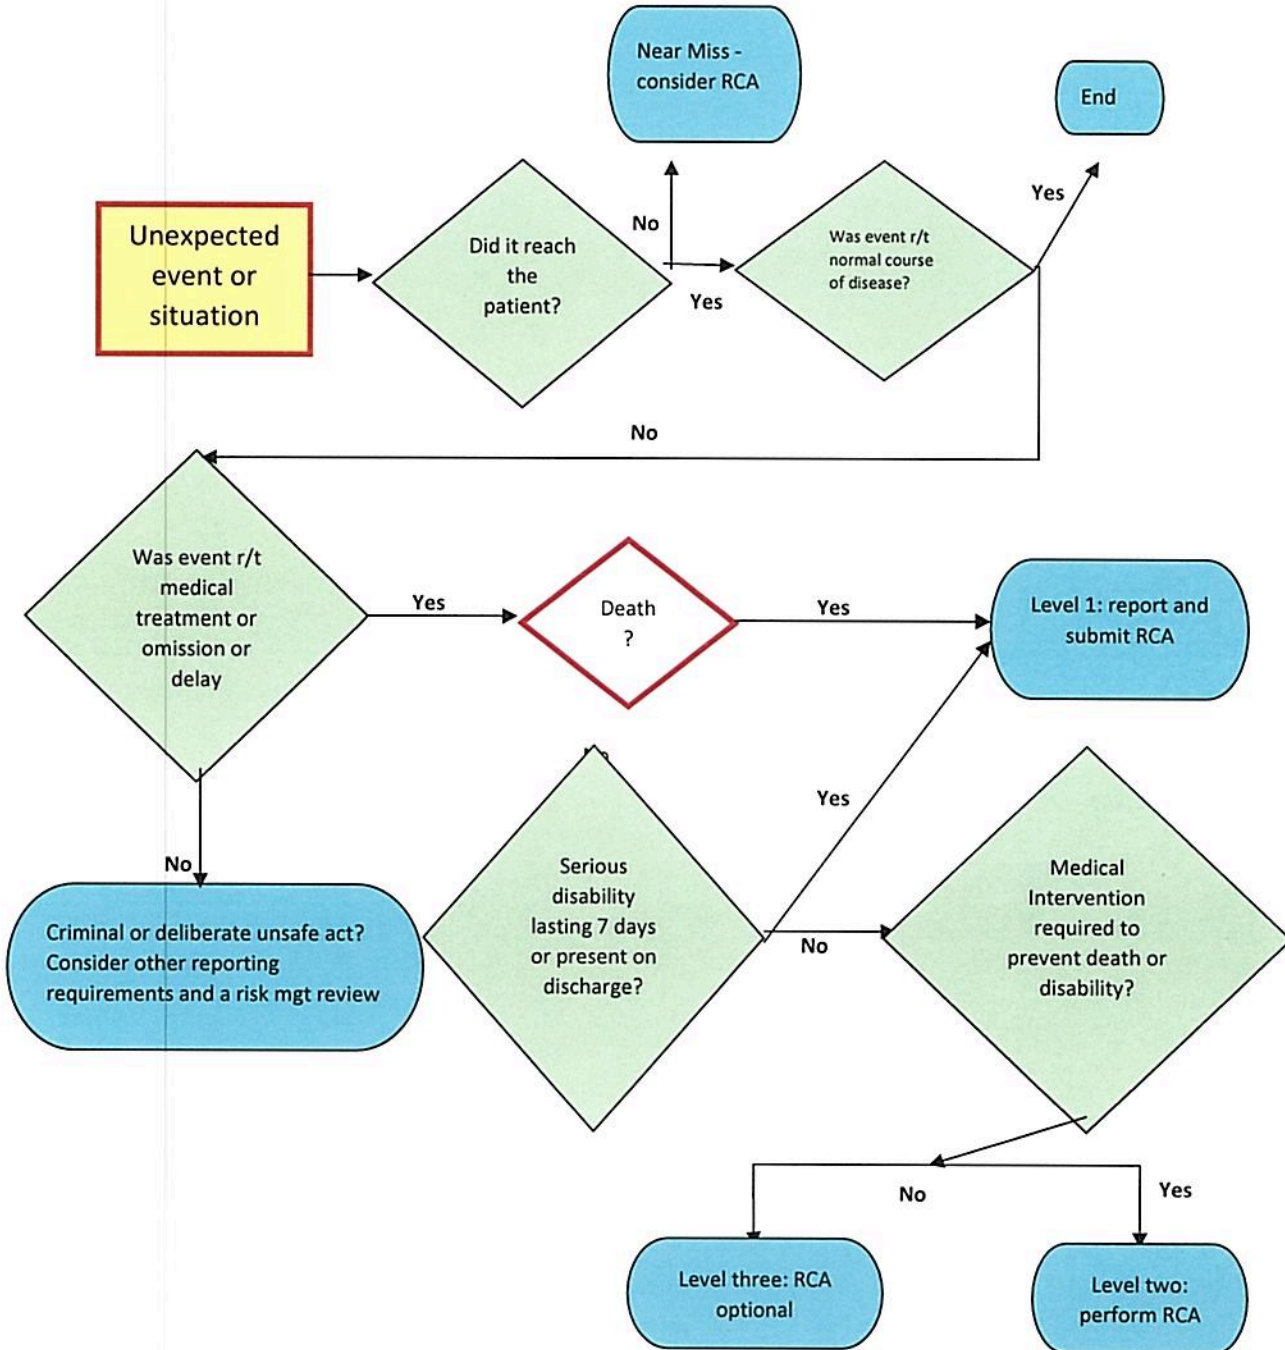 Near Miss -
consider RCA
End
Yes
Unexpected
event or
situation
Did it reach
the
patient?
No
Yes
Was event r/t
normal course
of disease?
No
Was event r/t
medical
treatment or
omission or
delay
Yes
Death
?
Yes
Level 1: report and
submit RCA
Yes
No
Criminal or deliberate unsafe act?
Consider other reporting
requirements and a risk mgt review
Serious
disability
lasting 7 days
or present on
discharge?
No
Medical
Intervention
required to
prevent death or
disability?
No
Yes
Level three: RCA
optional
Level two:
perform RCA